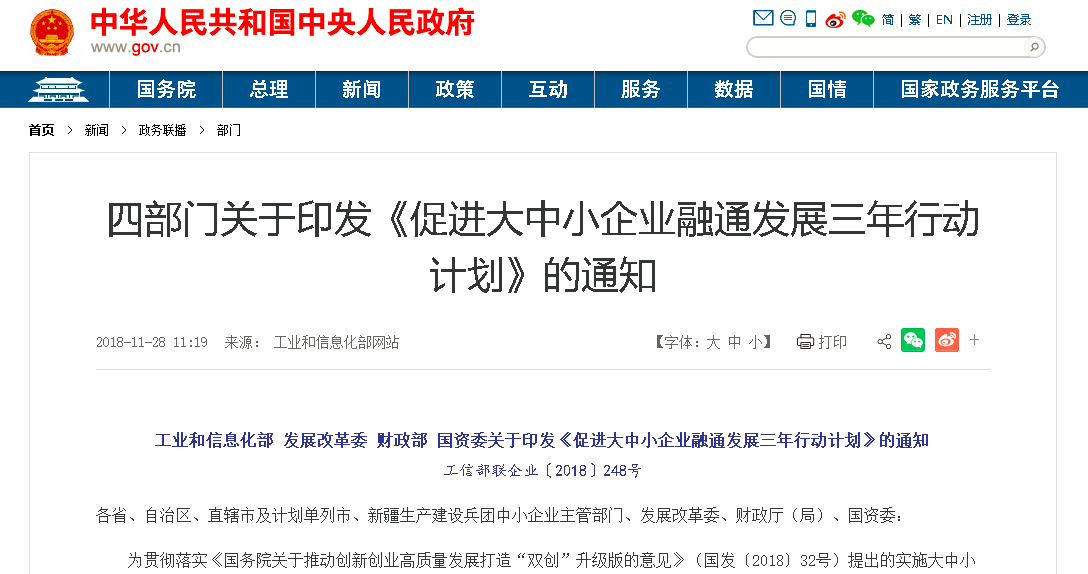 中华人民共和国中央人民政府
www.gov.cn
简 | 繁 | EN | 注册 | 登录
国务院 总理 新闻 政策 互动 服务 数据 国情 国家政务服务平台
首页 > 新闻 > 政务联播 > 部门
四部门关于印发《促进大中小企业融通发展三年行动
计划》的通知
2018-11-28 11:19 来源： 工业和信息化部网站 【字体：大 中 小】 打印 +
工业和信息化部 发展改革委 财政部 国资委关于印发《促进大中小企业融通发展三年行动计划》的通知
工信部联企业〔2018〕248号
各省、自治区、直辖市及计划单列市、新疆生产建设兵团中小企业主管部门、发展改革委、财政厅（局）、国资委：
为贯彻落实《国务院关于推动创新创业高质量发展打造“双创”升级版的意见》（国发〔2018〕32号）提出的实施大中小